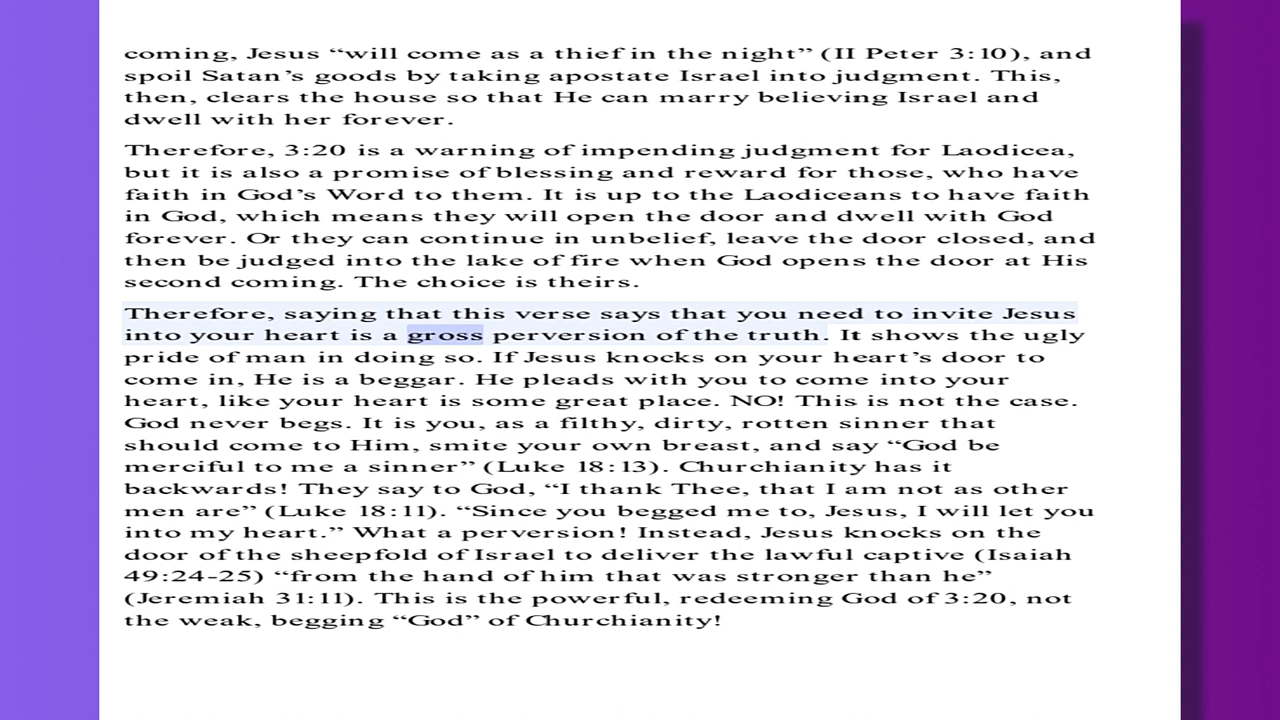 coming, Jesus “will come as a thief in the night” (II Peter 3:10), and
spoil Satan’s goods by taking apostate Israel into judgment. This,
then, clears the house so that He can marry believing Israel and
dwell with her forever.
Therefore, 3:20 is a warning of impending judgment for Laodicea,
but it is also a promise of blessing and reward for those, who have
faith in God’s Word to them. It is up to the Laodiceans to have faith
in God, which means they will open the door and dwell with God
forever. Or they can continue in unbelief, leave the door closed, and
then be judged into the lake of fire when God opens the door at His
second coming. The choice is theirs.
Therefore, saying that this verse says that you need to invite Jesus
into your heart is a gross perversion of the truth. It shows the ugly
pride of man in doing so. If Jesus knocks on your heart’s door to
come in, He is a beggar. He pleads with you to come into your
heart, like your heart is some great place. NO! This is not the case.
God never begs. It is you, as a filthy, dirty, rotten sinner that
should come to Him, smite your own breast, and say “God be
merciful to me a sinner” (Luke 18:13). Churchianity has it
backwards! They say to God, “I thank Thee, that I am not as other
men are” (Luke 18:11). “Since you begged me to, Jesus, I will let you
into my heart.” What a perversion! Instead, Jesus knocks on the
door of the sheepfold of Israel to deliver the lawful captive (Isaiah
49:24-25) “from the hand of him that was stronger than he”
(Jeremiah 31:11). This is the powerful, redeeming God of 3:20, not
the weak, begging “God” of Churchianity!